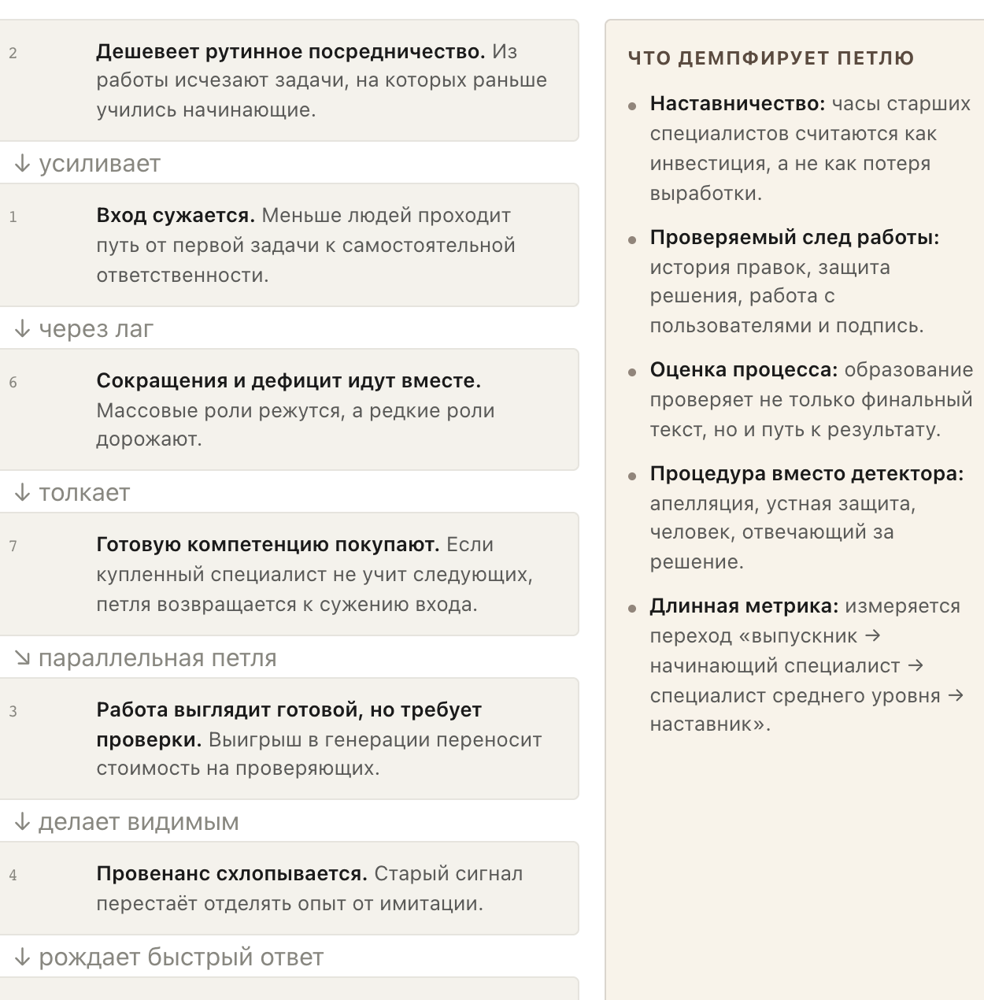 2
Дешевеет рутинное посредничество. Из
работы исчезают задачи, на которых раньше
учились начинающие.
↓ усиливает
1
Вход сужается. Меньше людей проходит
путь от первой задачи к самостоятельной
ответственности.
↓ через лаг
6
Сокращения и дефицит идут вместе.
Массовые роли режутся, а редкие роли
дорожают.
↓ толкает
7
Готовую компетенцию покупают. Если
купленный специалист не учит следующих,
петля возвращается к сужению входа.
↘ параллельная петля
3
Работа выглядит готовой, но требует
проверки. Выигрыш в генерации переносит
стоимость на проверяющих.
↓ делает видимым
4
Провенанс схлопывается. Старый сигнал
перестаёт отделять опыт от имитации.
↓ рождает быстрый ответ
ЧТО ДЕМПФИРУЕТ ПЕТЛЮ
• Наставничество: часы старших
специалистов считаются как
инвестиция, а не как потеря
выработки.
• Проверяемый след работы:
история правок, защита
решения, работа с
пользователями и подпись.
• Оценка процесса: образование
проверяет не только финальный
текст, но и путь к результату.
• Процедура вместо детектора:
апелляция, устная защита,
человек, отвечающий за
решение.
• Длинная метрика: измеряется
переход «выпускник →
начинающий специалист →
специалист среднего уровня →
наставник».